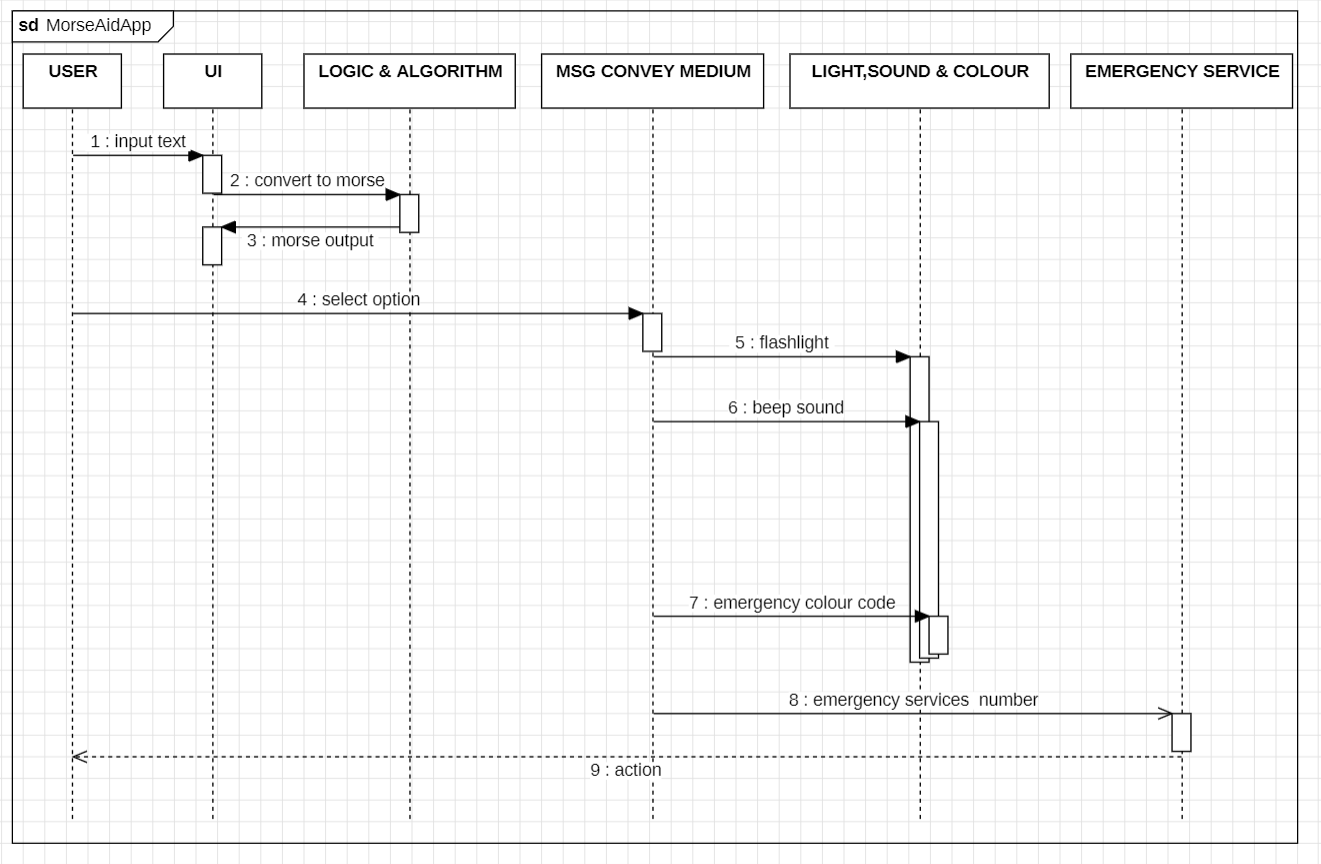 sd MorseAidApp
USER
UI
LOGIC & ALGORITHM
MSG CONVEY MEDIUM
LIGHT,SOUND & COLOUR
EMERGENCY SERVICE
1 : input text
2 : convert to morse
3 : morse output
4 : select option
5 : flashlight
6 : beep sound
7 : emergency colour code
8 : emergency services  number
9 : action